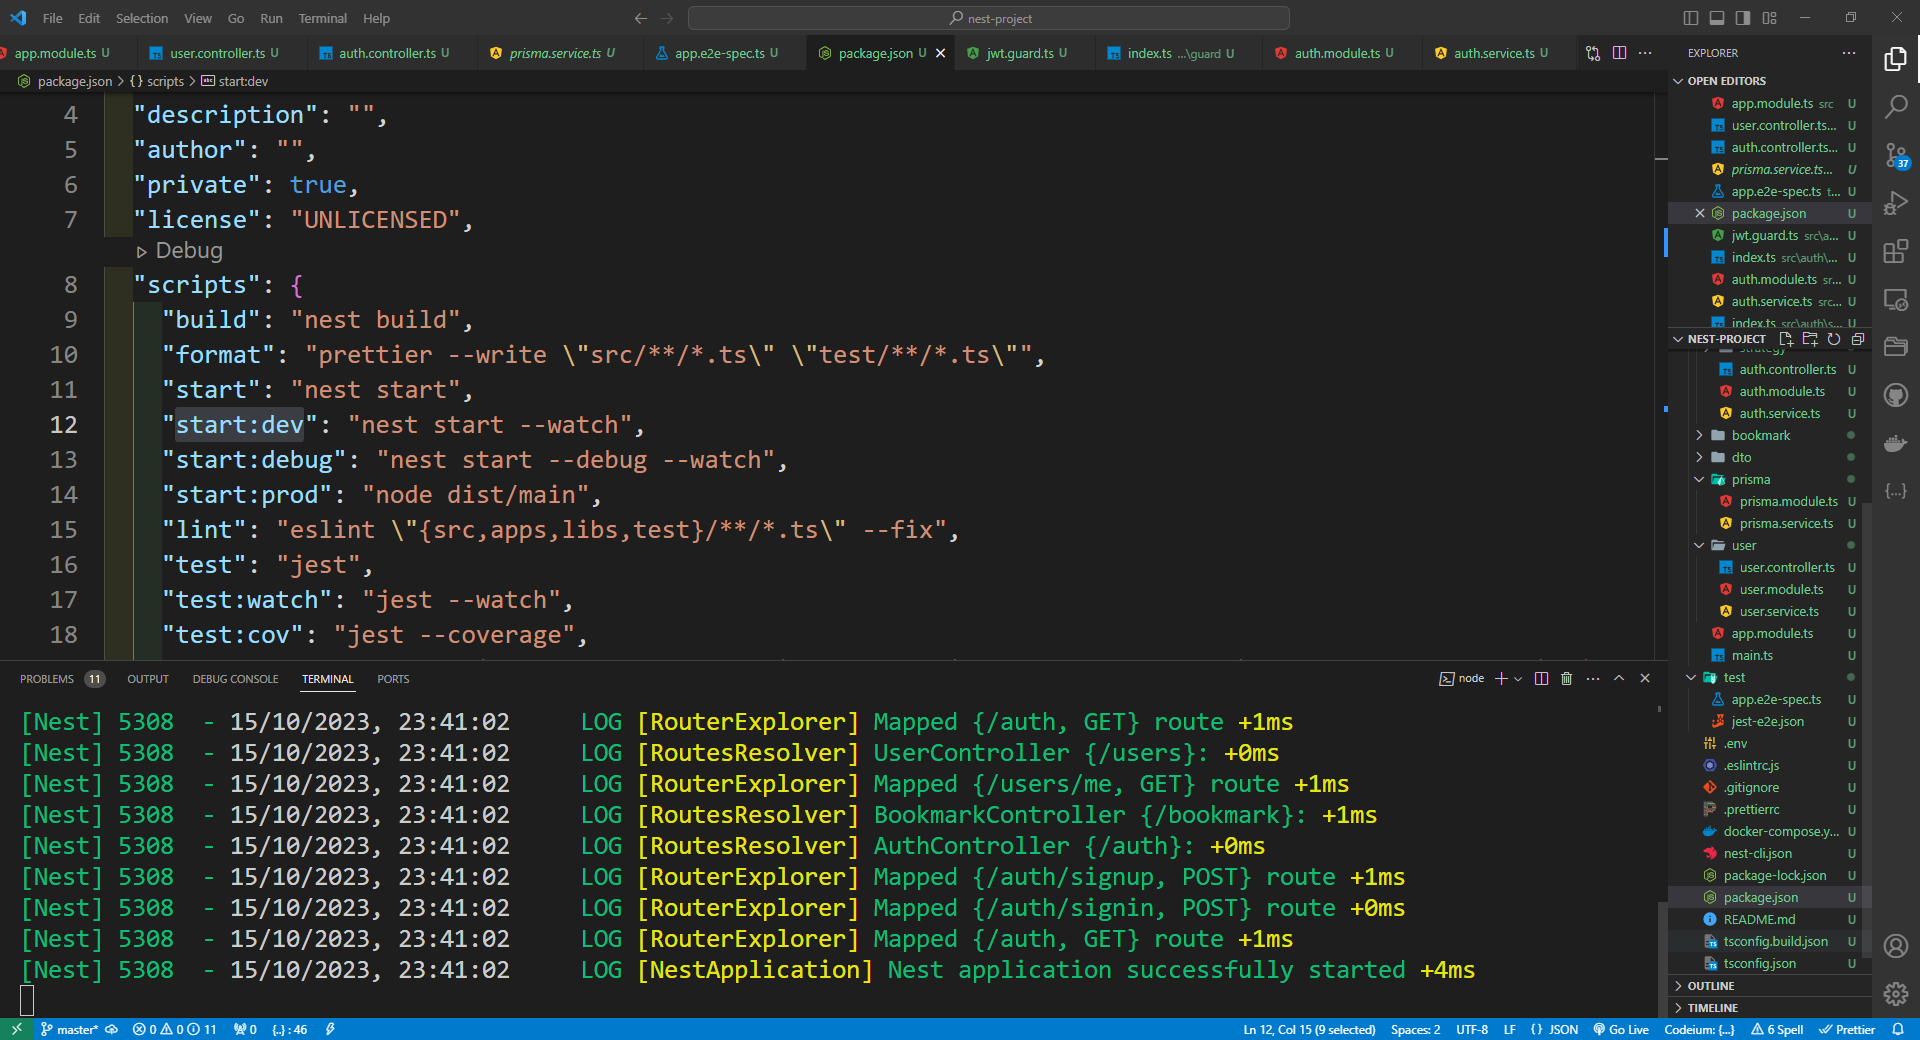 File Edit Selection View Go Run Terminal Help
nest-project
app.module.ts U
user.controller.ts U
auth.controller.ts U
prisma.service.ts U
app.e2e-spec.ts U
package.json U
jwt.guard.ts U
index.ts ...\guard U
auth.module.ts U
auth.service.ts U
package.json > {} scripts > start:dev
4 "description": "",
5 "author": "",
6 "private": true,
7 "license": "UNLICENSED",
Debug
8 "scripts": {
9 "build": "nest build",
10 "format": "prettier --write \"src/**/*.ts\" \"test/**/*.ts\"",
11 "start": "nest start",
12 "start:dev": "nest start --watch",
13 "start:debug": "nest start --debug --watch",
14 "start:prod": "node dist/main",
15 "lint": "eslint \"{src,apps,libs,test}/**/*.ts\" --fix",
16 "test": "jest",
17 "test:watch": "jest --watch",
18 "test:cov": "jest --coverage",
PROBLEMS 11 OUTPUT DEBUG CONSOLE TERMINAL PORTS
node
[Nest] 5308 - 15/10/2023, 23:41:02 LOG [RouterExplorer] Mapped {/auth, GET} route +1ms
[Nest] 5308 - 15/10/2023, 23:41:02 LOG [RoutesResolver] UserController {/users}: +0ms
[Nest] 5308 - 15/10/2023, 23:41:02 LOG [RouterExplorer] Mapped {/users/me, GET} route +1ms
[Nest] 5308 - 15/10/2023, 23:41:02 LOG [RoutesResolver] BookmarkController {/bookmark}: +1ms
[Nest] 5308 - 15/10/2023, 23:41:02 LOG [RoutesResolver] AuthController {/auth}: +0ms
[Nest] 5308 - 15/10/2023, 23:41:02 LOG [RouterExplorer] Mapped {/auth/signup, POST} route +1ms
[Nest] 5308 - 15/10/2023, 23:41:02 LOG [RouterExplorer] Mapped {/auth/signin, POST} route +0ms
[Nest] 5308 - 15/10/2023, 23:41:02 LOG [RouterExplorer] Mapped {/auth, GET} route +1ms
[Nest] 5308 - 15/10/2023, 23:41:02 LOG [NestApplication] Nest application successfully started +4ms
EXPLORER
OPEN EDITORS
app.module.ts src U
user.controller.ts... U
auth.controller.ts... U
prisma.service.ts... U
app.e2e-spec.ts t... U
package.json U
jwt.guard.ts src\a... U
index.ts src\auth\... U
auth.module.ts sr... U
auth.service.ts src... U
index.ts src\auth\s... U
NEST-PROJECT
strategy
auth.controller.ts U
auth.module.ts U
auth.service.ts U
bookmark
dto
prisma
prisma.module.ts U
prisma.service.ts U
user
user.controller.ts U
user.module.ts U
user.service.ts U
app.module.ts U
main.ts U
test
app.e2e-spec.ts U
jest-e2e.json U
.env U
.eslintrc.js U
.gitignore U
.prettierrc U
docker-compose.y... U
nest-cli.json U
package-lock.json U
package.json U
README.md U
tsconfig.build.json U
tsconfig.json U
OUTLINE
TIMELINE
37
master* 0 0 11 0 {..} : 46
Ln 12, Col 15 (9 selected) Spaces: 2 UTF-8 LF {} JSON Go Live Codeium: {...} 6 Spell Prettier